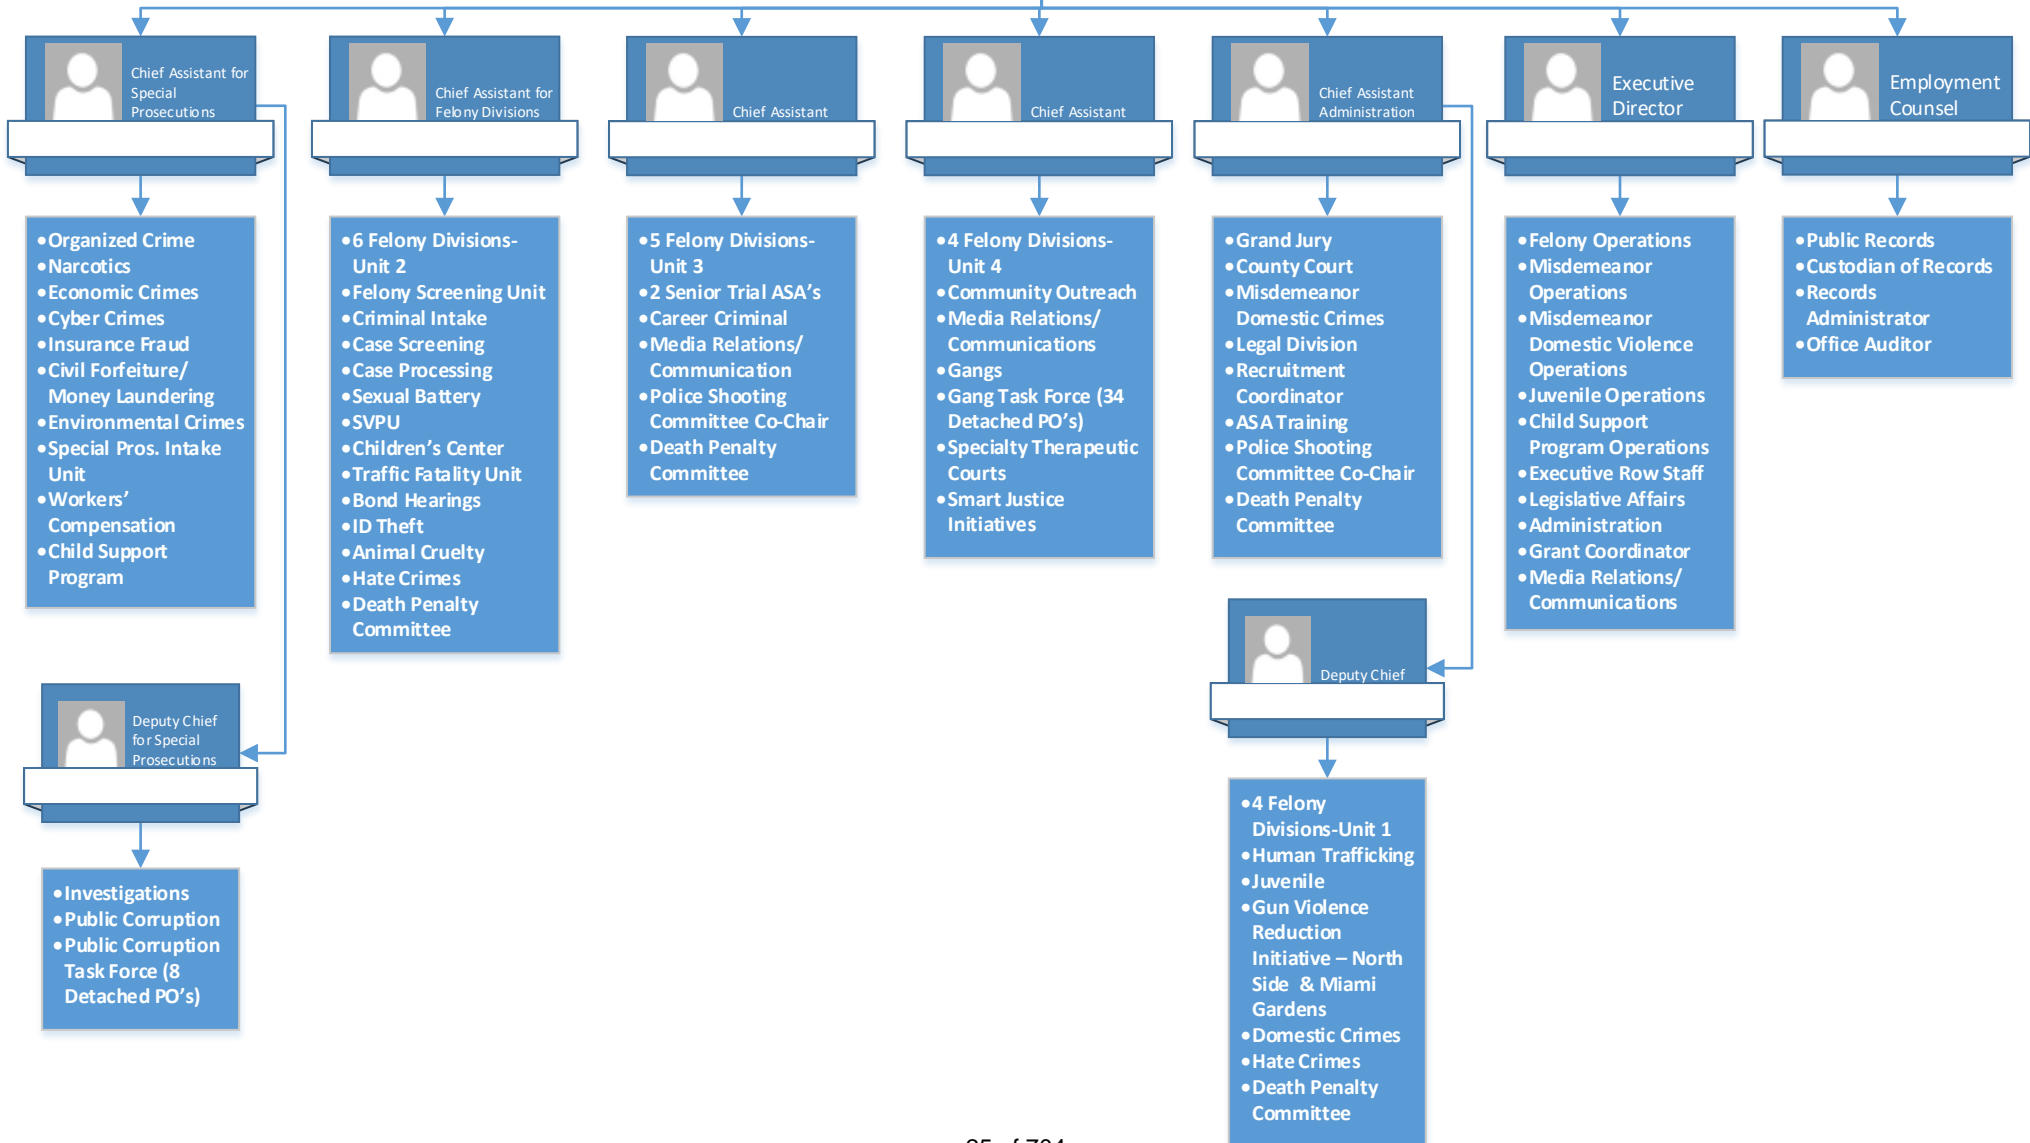 Chief Assistant for
Special
Prosecutions
Chief Assistant for
Felony Divisions
Chief Assistant
Chief Assistant
Chief Assistant
Administration
Executive
Director
Employment
Counsel
•Organized Crime
•Narcotics
•Economic Crimes
•Cyber Crimes
•Insurance Fraud
•Civil Forfeiture/
Money Laundering
•Environmental Crimes
•Special Pros. Intake
Unit
•Workers’
Compensation
•Child Support
Program
•6 Felony Divisions-
Unit 2
•Felony Screening Unit
•Criminal Intake
•Case Screening
•Case Processing
•Sexual Battery
•SVPU
•Children’s Center
•Traffic Fatality Unit
•Bond Hearings
•ID Theft
•Animal Cruelty
•Hate Crimes
•Death Penalty
Committee
•5 Felony Divisions-
Unit 3
•2 Senior Trial ASA’s
•Career Criminal
•Media Relations/
Communication
•Police Shooting
Committee Co-Chair
•Death Penalty
Committee
•4 Felony Divisions-
Unit 4
•Community Outreach
•Media Relations/
Communications
•Gangs
•Gang Task Force (34
Detached PO’s)
•Specialty Therapeutic
Courts
•Smart Justice
Initiatives
•Grand Jury
•County Court
•Misdemeanor
Domestic Crimes
•Legal Division
•Recruitment
Coordinator
•ASA Training
•Police Shooting
Committee Co-Chair
•Death Penalty
Committee
•Felony Operations
•Misdemeanor
Operations
•Misdemeanor
Domestic Violence
Operations
•Juvenile Operations
•Child Support
Program Operations
•Executive Row Staff
•Legislative Affairs
•Administration
•Grant Coordinator
•Media Relations/
Communications
•Public Records
•Custodian of Records
•Records
Administrator
•Office Auditor
Deputy Chief
for Special
Prosecutions
•Investigations
•Public Corruption
•Public Corruption
Task Force (8
Detached PO’s)
Deputy Chief
•4 Felony
Divisions-Unit 1
•Human Trafficking
•Juvenile
•Gun Violence
Reduction
Initiative – North
Side & Miami
Gardens
•Domestic Crimes
•Hate Crimes
•Death Penalty
Committee